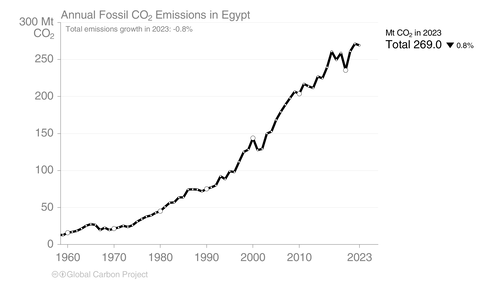 Annual Fossil CO₂ Emissions in Egypt
Total emissions growth in 2023: -0.8%
300 Mt
CO₂
250
200
150
100
50
0
1960 1970 1980 1990 2000 2010 2023
Mt CO₂ in 2023
Total 269.0 ▼ 0.8%
Global Carbon Project